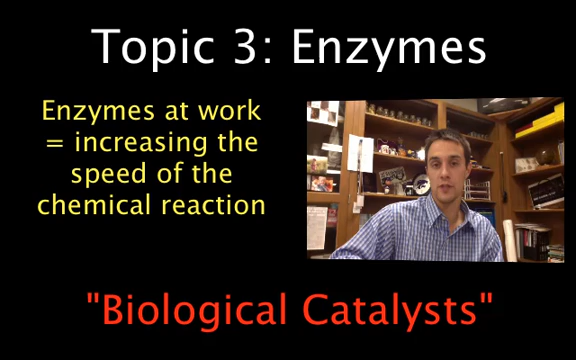 Topic 3: Enzymes
Enzymes at work
= increasing the
speed of the
chemical reaction
"Biological Catalysts"